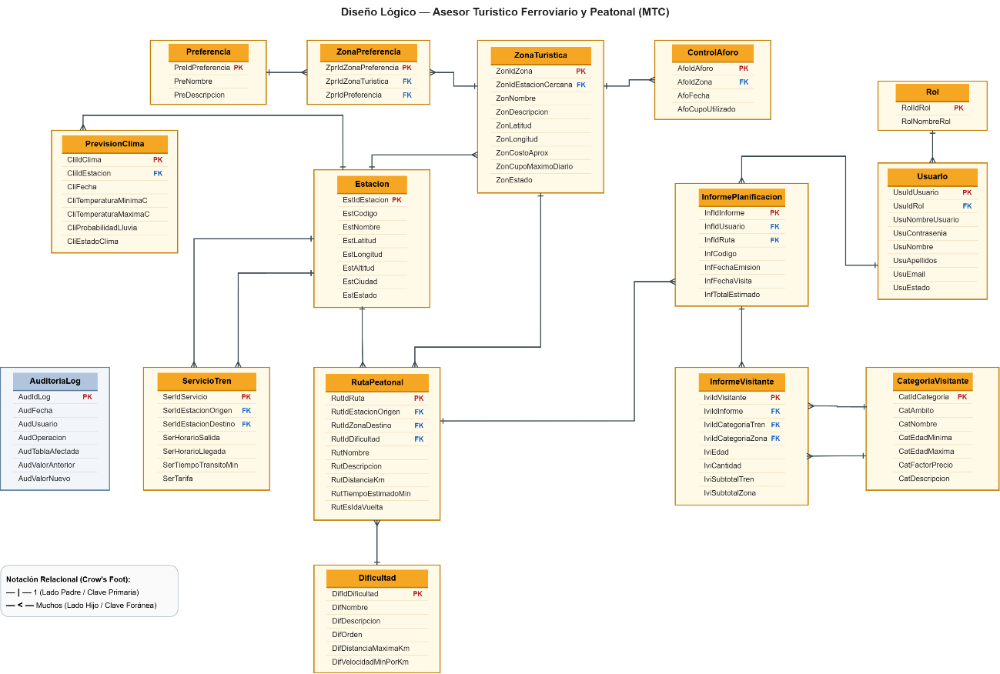 Diseño Lógico — Asesor Turístico Ferroviario y Peatonal (MTC)
Preferencia
PreIdPreferencia PK
PreNombre
PreDescripcion
ZonaPreferencia
ZprIdZonaPreferencia PK
ZprIdZonaTuristica FK
ZprIdPreferencia FK
ZonaTuristica
ZonIdZona PK
ZonIdEstacionCercana FK
ZonNombre
ZonDescripcion
ZonLatitud
ZonLongitud
ZonCostoAprox
ZonCupoMaximoDiario
ZonEstado
ControlAforo
AfoIdAforo PK
AfoIdZona FK
AfoFecha
AfoCupoUtilizado
Rol
RolIdRol PK
RolNombreRol
PrevisionClima
CliIdClima PK
CliIdEstacion FK
CliFecha
CliTemperaturaMinimaC
CliTemperaturaMaximaC
CliProbabilidadLluvia
CliEstadoClima
Estacion
EstIdEstacion PK
EstCodigo
EstNombre
EstLatitud
EstLongitud
EstAltitud
EstCiudad
EstEstado
InformePlanificacion
InfIdInforme PK
InfIdUsuario FK
InfIdRuta FK
InfCodigo
InfFechaEmision
InfFechaVisita
InfTotalEstimado
Usuario
UsuIdUsuario PK
UsuIdRol FK
UsuNombreUsuario
UsuContrasenia
UsuNombre
UsuApellidos
UsuEmail
UsuEstado
AuditoriaLog
AudIdLog PK
AudFecha
AudUsuario
AudOperacion
AudTablaAfectada
AudValorAnterior
AudValorNuevo
ServicioTren
SerIdServicio PK
SerIdEstacionOrigen FK
SerIdEstacionDestino FK
SerHorarioSalida
SerHorarioLlegada
SerTiempoTransitoMin
SerTarifa
RutaPeatonal
RutIdRuta PK
RutIdEstacionOrigen FK
RutIdZonaDestino FK
RutIdDificultad FK
RutNombre
RutDescripcion
RutDistanciaKm
RutTiempoEstimadoMin
RutEsIdaVuelta
InformeVisitante
IviIdVisitante PK
IviIdInforme FK
IviIdCategoriaTren FK
IviIdCategoriaZona FK
IviEdad
IviCantidad
IviSubtotalTren
IviSubtotalZona
CategoriaVisitante
CatIdCategoria PK
CatAmbito
CatNombre
CatEdadMinima
CatEdadMaxima
CatFactorPrecio
CatDescripcion
Notación Relacional (Crow's Foot):
— | — 1 (Lado Padre / Clave Primaria)
— < — Muchos (Lado Hijo / Clave Foránea)
Dificultad
DifIdDificultad PK
DifNombre
DifDescripcion
DifOrden
DifDistanciaMaximaKm
DifVelocidadMinPorKm